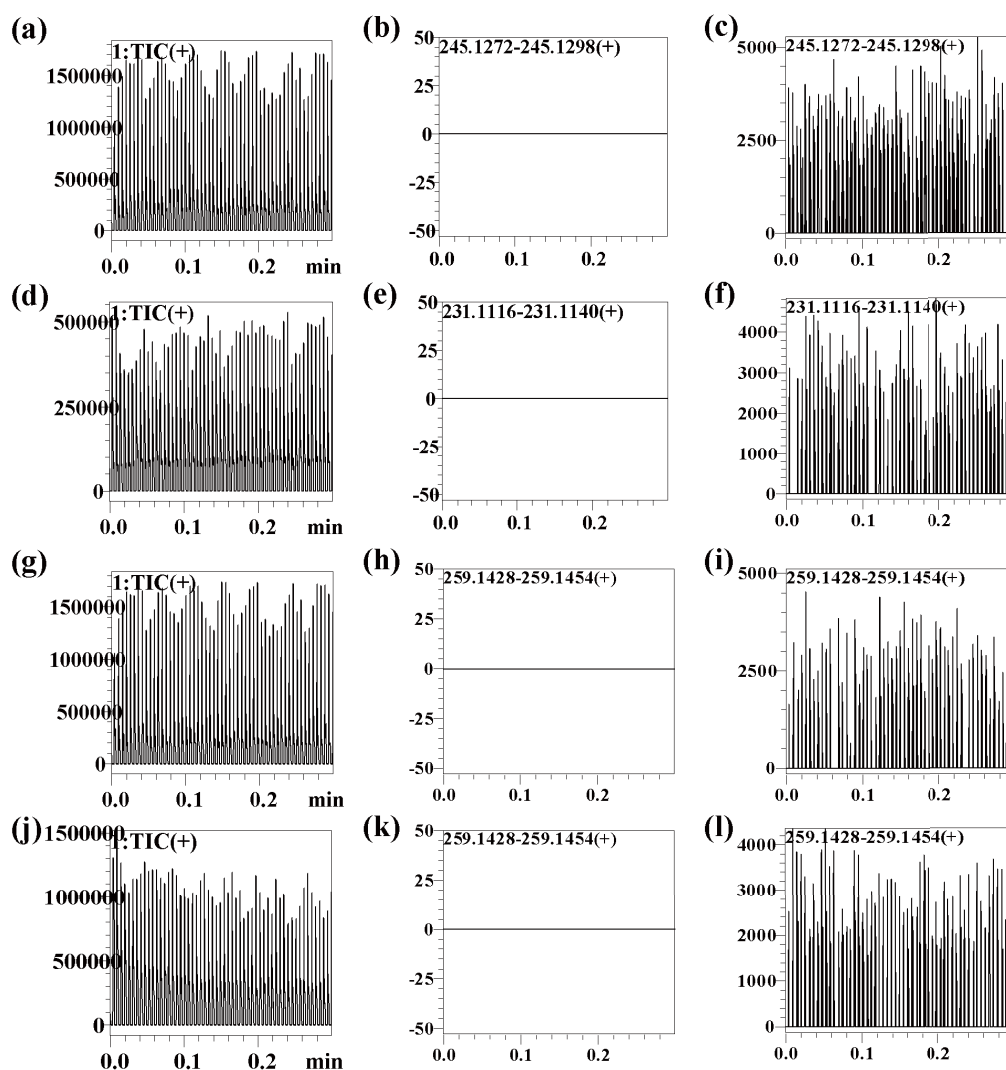 (a)
1:TIC(+)
1500000
1000000
500000
0
0.0 0.1 0.2 min
(b)
245.1272-245.1298(+)
50
25
0
-25
-50
0.0 0.1 0.2
(c)
245.1272-245.1298(+)
5000
2500
0
0.0 0.1 0.2
(d)
1:TIC(+)
500000
250000
0
0.0 0.1 0.2 min
(e)
231.1116-231.1140(+)
50
25
0
-25
-50
0.0 0.1 0.2
(f)
231.1116-231.1140(+)
4000
3000
2000
1000
0
0.0 0.1 0.2
(g)
1:TIC(+)
1500000
1000000
500000
0
0.0 0.1 0.2 min
(h)
259.1428-259.1454(+)
50
25
0
-25
-50
0.0 0.1 0.2
(i)
259.1428-259.1454(+)
5000
2500
0
0.0 0.1 0.2
(j)
1:TIC(+)
1500000
1000000
500000
0
0.0 0.1 0.2 min
(k)
259.1428-259.1454(+)
50
25
0
-25
-50
0.0 0.1 0.2
(l)
259.1428-259.1454(+)
4000
3000
2000
1000
0
0.0 0.1 0.2